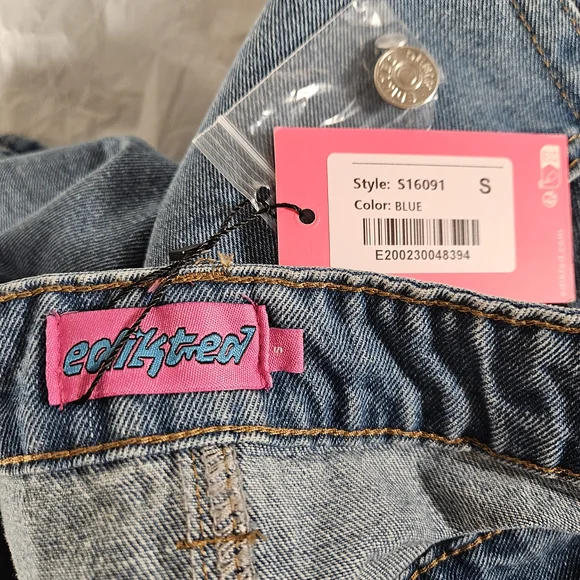 Style: S16091 S
Color: BLUE
E200230048394
edikted
S